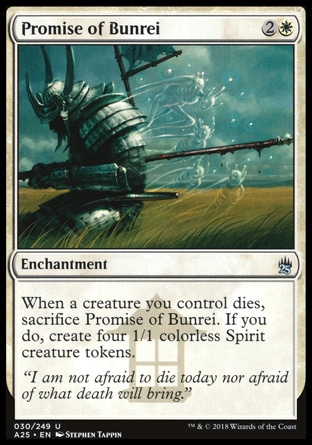 Promise of Bunrei 2
Enchantment
25
When a creature you control dies,
sacrifice Promise of Bunrei. If you
do, create four 1/1 colorless Spirit
creature tokens.
“I am not afraid to die today nor afraid
of what death will bring.”
030/249 U
A25 • EN Stephen Tappin
™ & © 2018 Wizards of the Coast